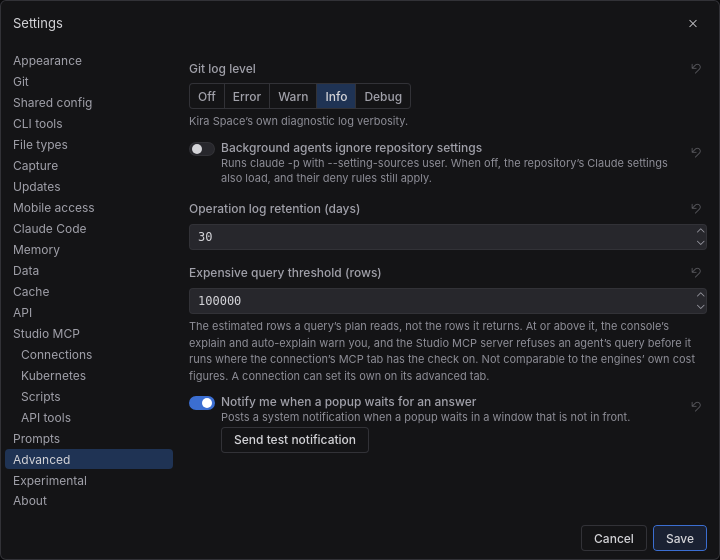 Settings
Appearance
Git
Shared config
CLI tools
File types
Capture
Updates
Mobile access
Claude Code
Memory
Data
Cache
API
Studio MCP
Connections
Kubernetes
Scripts
API tools
Prompts
Advanced
Experimental
About
Git log level
Off Error Warn Info Debug
Kira Space's own diagnostic log verbosity.
Background agents ignore repository settings
Runs claude -p with --setting-sources user. When off, the repository's Claude settings
also load, and their deny rules still apply.
Operation log retention (days)
30
Expensive query threshold (rows)
100000
The estimated rows a query's plan reads, not the rows it returns. At or above it, the console's
explain and auto-explain warn you, and the Studio MCP server refuses an agent's query before it
runs where the connection's MCP tab has the check on. Not comparable to the engines' own cost
figures. A connection can set its own on its advanced tab.
Notify me when a popup waits for an answer
Posts a system notification when a popup waits in a window that is not in front.
Send test notification
Cancel Save